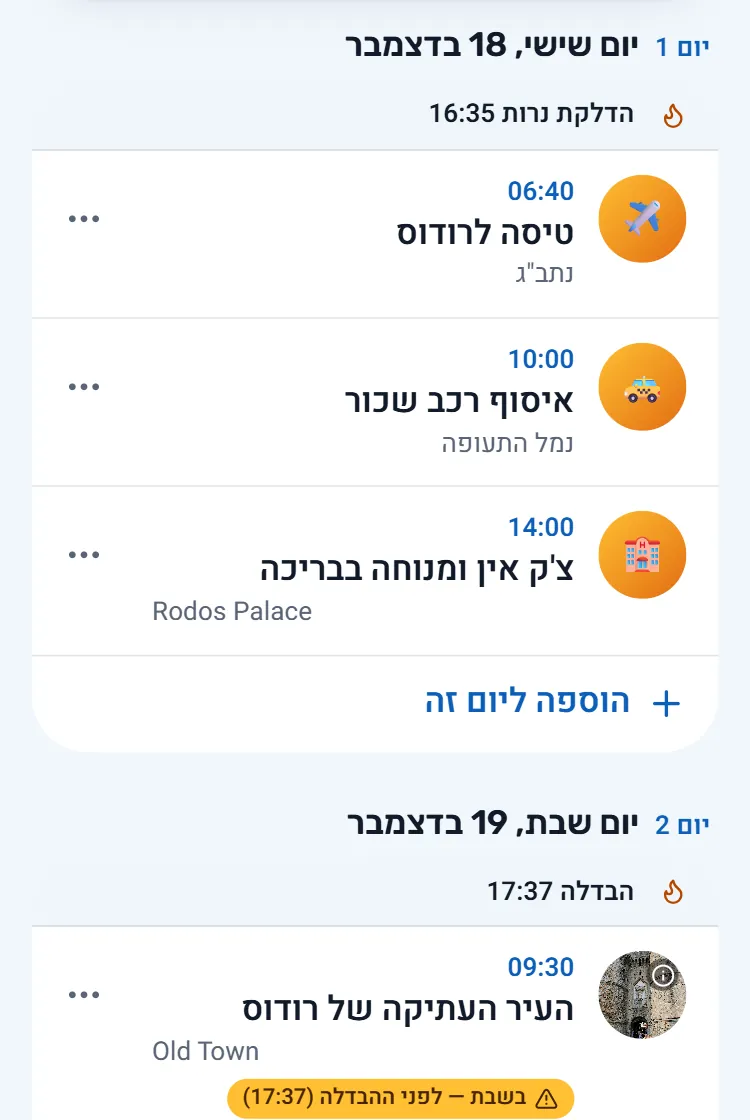 יום 1 יום שישי, 18 בדצמבר
הדלקת נרות 16:35
06:40
טיסה לרודוס
נתב"ג
10:00
איסוף רכב שכור
נמל התעופה
14:00
צ'ק אין ומנוחה בבריכה
Rodos Palace
+ הוספה ליום זה
יום 2 יום שבת, 19 בדצמבר
הבדלה 17:37
09:30
העיר העתיקה של רודוס
Old Town
בשבת — לפני ההבדלה (17:37)